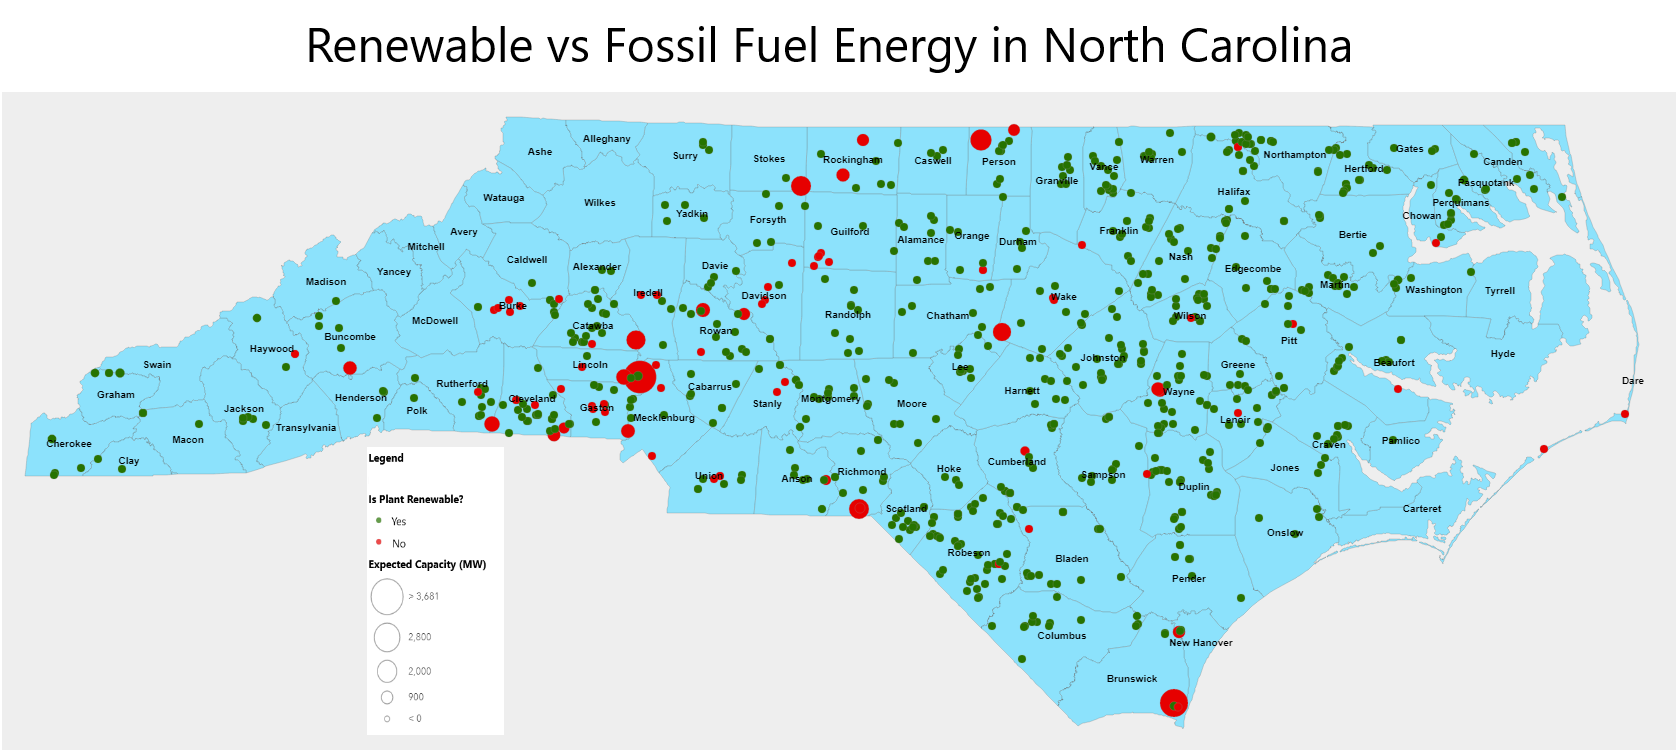 Renewable vs Fossil Fuel Energy in North Carolina
Alleghany
Ashe
Surry
Stokes
Rockingham
Caswell
Person
Granville
Vance
Warren
Northampton
Hertford
Gates
Camden
Pasquotank
Perquimans
Chowan
Watauga
Wilkes
Yadkin
Forsyth
Guilford
Alamance
Orange
Durham
Franklin
Halifax
Bertie
Avery
Mitchell
Yancey
Madison
Caldwell
Alexander
Iredell
Davie
Davidson
Randolph
Chatham
Wake
Nash
Edgecombe
Martin
Washington
Tyrrell
Burke
McDowell
Catawba
Rowan
Wilson
Pitt
Buncombe
Haywood
Swain
Graham
Lincoln
Cabarrus
Lee
Johnston
Greene
Beaufort
Hyde
Dare
Rutherford
Cleveland
Gaston
Mecklenburg
Stanly
Montgomery
Moore
Harnett
Wayne
Lenoir
Craven
Pamlico
Henderson
Polk
Jackson
Transylvania
Macon
Cherokee
Clay
Union
Anson
Richmond
Hoke
Cumberland
Sampson
Duplin
Jones
Carteret
Scotland
Robeson
Bladen
Onslow
Pender
Columbus
New Hanover
Brunswick
Legend
Is Plant Renewable?
Yes
No
Expected Capacity (MW)
> 3,681
2,800
2,000
900
< 0